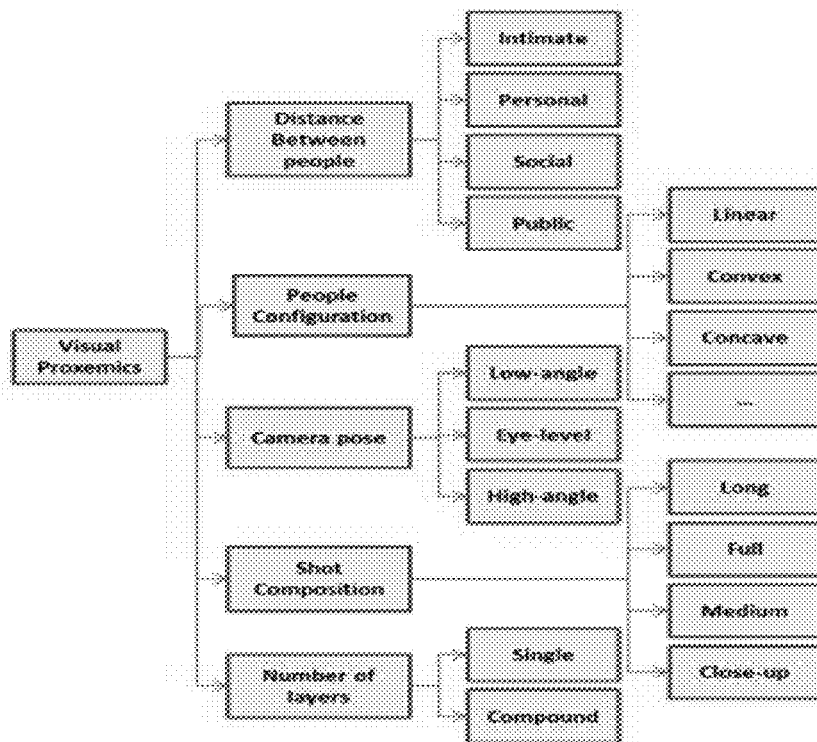 Visual
Proxemics
Distance
Between
people
Intimate
Personal
Social
Public
People
Configuration
Linear
Convex
Concave
...
Camera pose
Low-angle
Eye-level
High-angle
Shot
Composition
Long
Full
Medium
Close-up
Number of
layers
Single
Compound